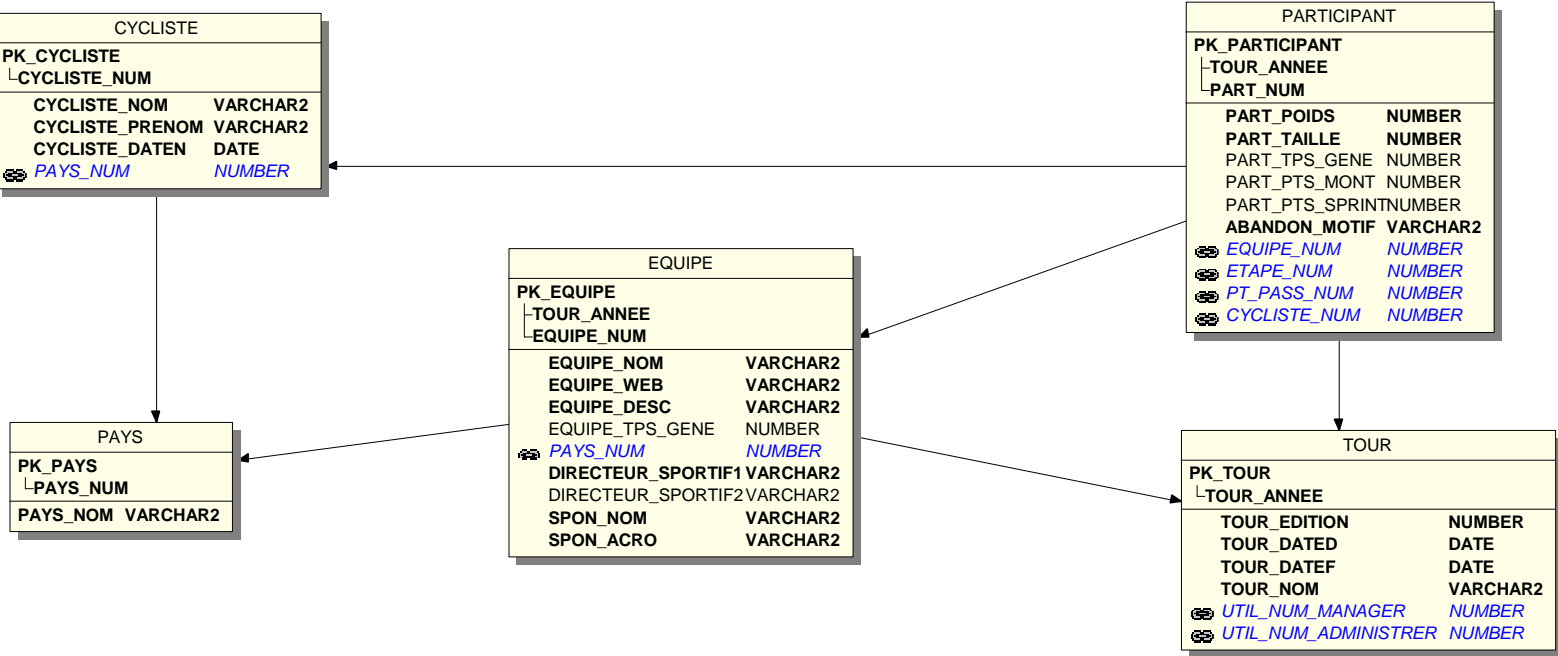 CYCLISTE
PK_CYCLISTE
CYCLISTE_NUM
CYCLISTE_NOM VARCHAR2
CYCLISTE_PRENOM VARCHAR2
CYCLISTE_DATEN DATE
PAYS_NUM NUMBER
PARTICIPANT
PK_PARTICIPANT
TOUR_ANNEE
PART_NUM
PART_POIDS NUMBER
PART_TAILLE NUMBER
PART_TPS_GENE NUMBER
PART_PTS_MONT NUMBER
PART_PTS_SPRINT NUMBER
ABANDON_MOTIF VARCHAR2
EQUIPE_NUM NUMBER
ETAPE_NUM NUMBER
PT_PASS_NUM NUMBER
CYCLISTE_NUM NUMBER
EQUIPE
PK_EQUIPE
TOUR_ANNEE
EQUIPE_NUM
EQUIPE_NOM VARCHAR2
EQUIPE_WEB VARCHAR2
EQUIPE_DESC VARCHAR2
EQUIPE_TPS_GENE NUMBER
PAYS_NUM NUMBER
DIRECTEUR_SPORTIF1 VARCHAR2
DIRECTEUR_SPORTIF2 VARCHAR2
SPON_NOM VARCHAR2
SPON_ACRO VARCHAR2
PAYS
PK_PAYS
PAYS_NUM
PAYS_NOM VARCHAR2
TOUR
PK_TOUR
TOUR_ANNEE
TOUR_EDITION NUMBER
TOUR_DATED DATE
TOUR_DATEF DATE
TOUR_NOM VARCHAR2
UTIL_NUM_MANAGER NUMBER
UTIL_NUM_ADMINISTRER NUMBER